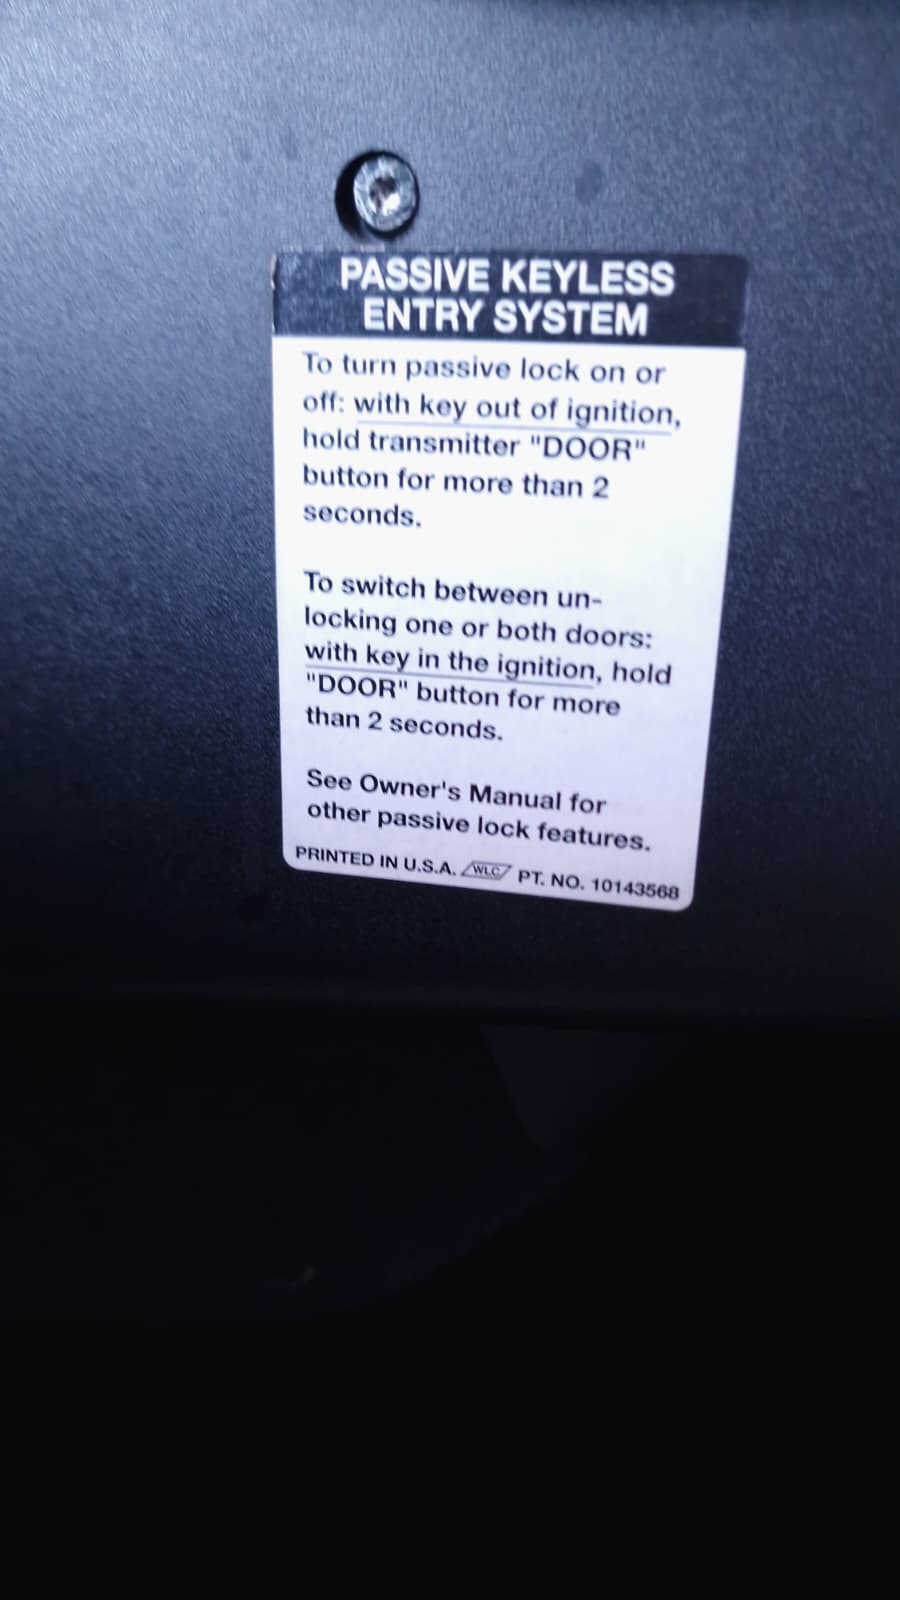 PASSIVE KEYLESS
ENTRY SYSTEM
To turn passive lock on or
off: with key out of ignition,
hold transmitter "DOOR"
button for more than 2
seconds.
To switch between un-
locking one or both doors:
with key in the ignition, hold
"DOOR" button for more
than 2 seconds.
See Owner's Manual for
other passive lock features.
PRINTED IN U.S.A. WLC PT. NO. 10143568